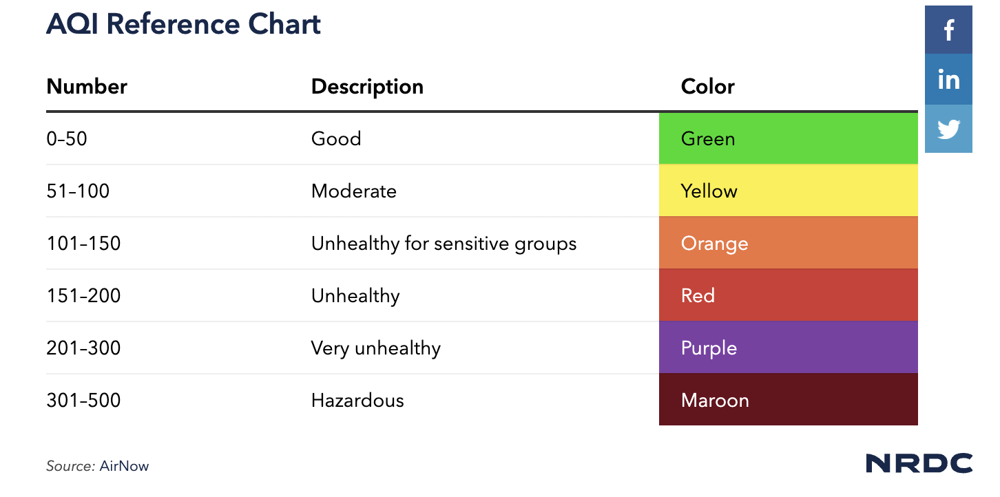 AQI Reference Chart
Number Description Color
0–50 Good Green
51–100 Moderate Yellow
101–150 Unhealthy for sensitive groups Orange
151–200 Unhealthy Red
201–300 Very unhealthy Purple
301–500 Hazardous Maroon
Source: AirNow
NRDC
f
in